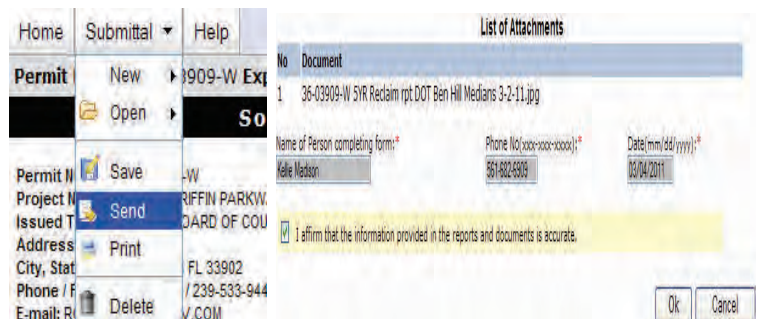 Home Submittal Help
Permit New 3909-W Exp
Open So
Permit N Save -W
Project N RIFFIN PARKW
Issued T Send OARD OF COU
Address Print
City, Stat FL 33902
Phone / F / 239-533-944
E-mail: R Delete V.COM
List of Attachments
No Document
1 36-03909-W 5YR Reclaim rpt DOT Ben Hill Medians 3-2-11.jpg
Name of Person completing form:* Phone No(xxx-xxx-xxxx):* Date(mm/dd/yyyy):*
Kelie Madson 561-682-6909 03/04/2011
I affirm that the information provided in the reports and documents is accurate.
Ok Cancel